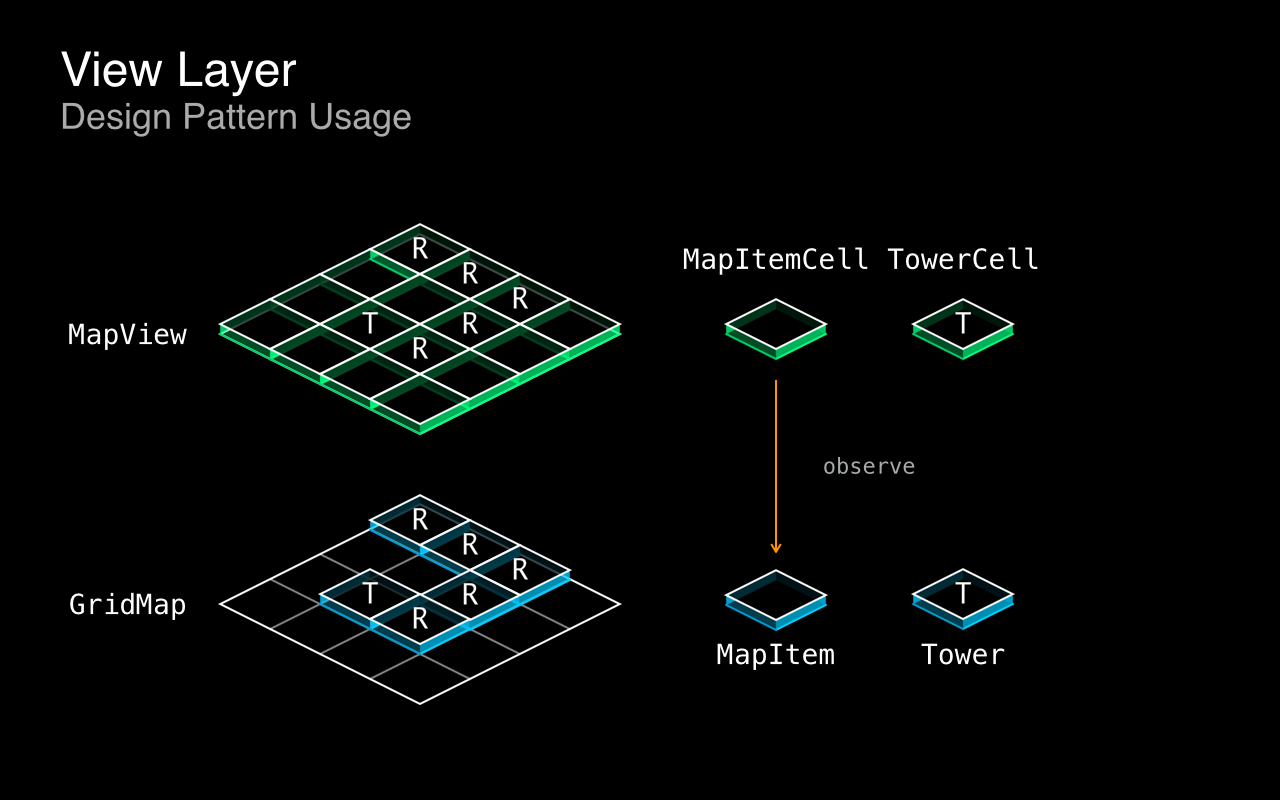 View Layer
Design Pattern Usage
MapItemCell TowerCell
R
R
R
MapView
T
R
T
R
observe
R
R
R
GridMap
T
R
T
R
MapItem
Tower